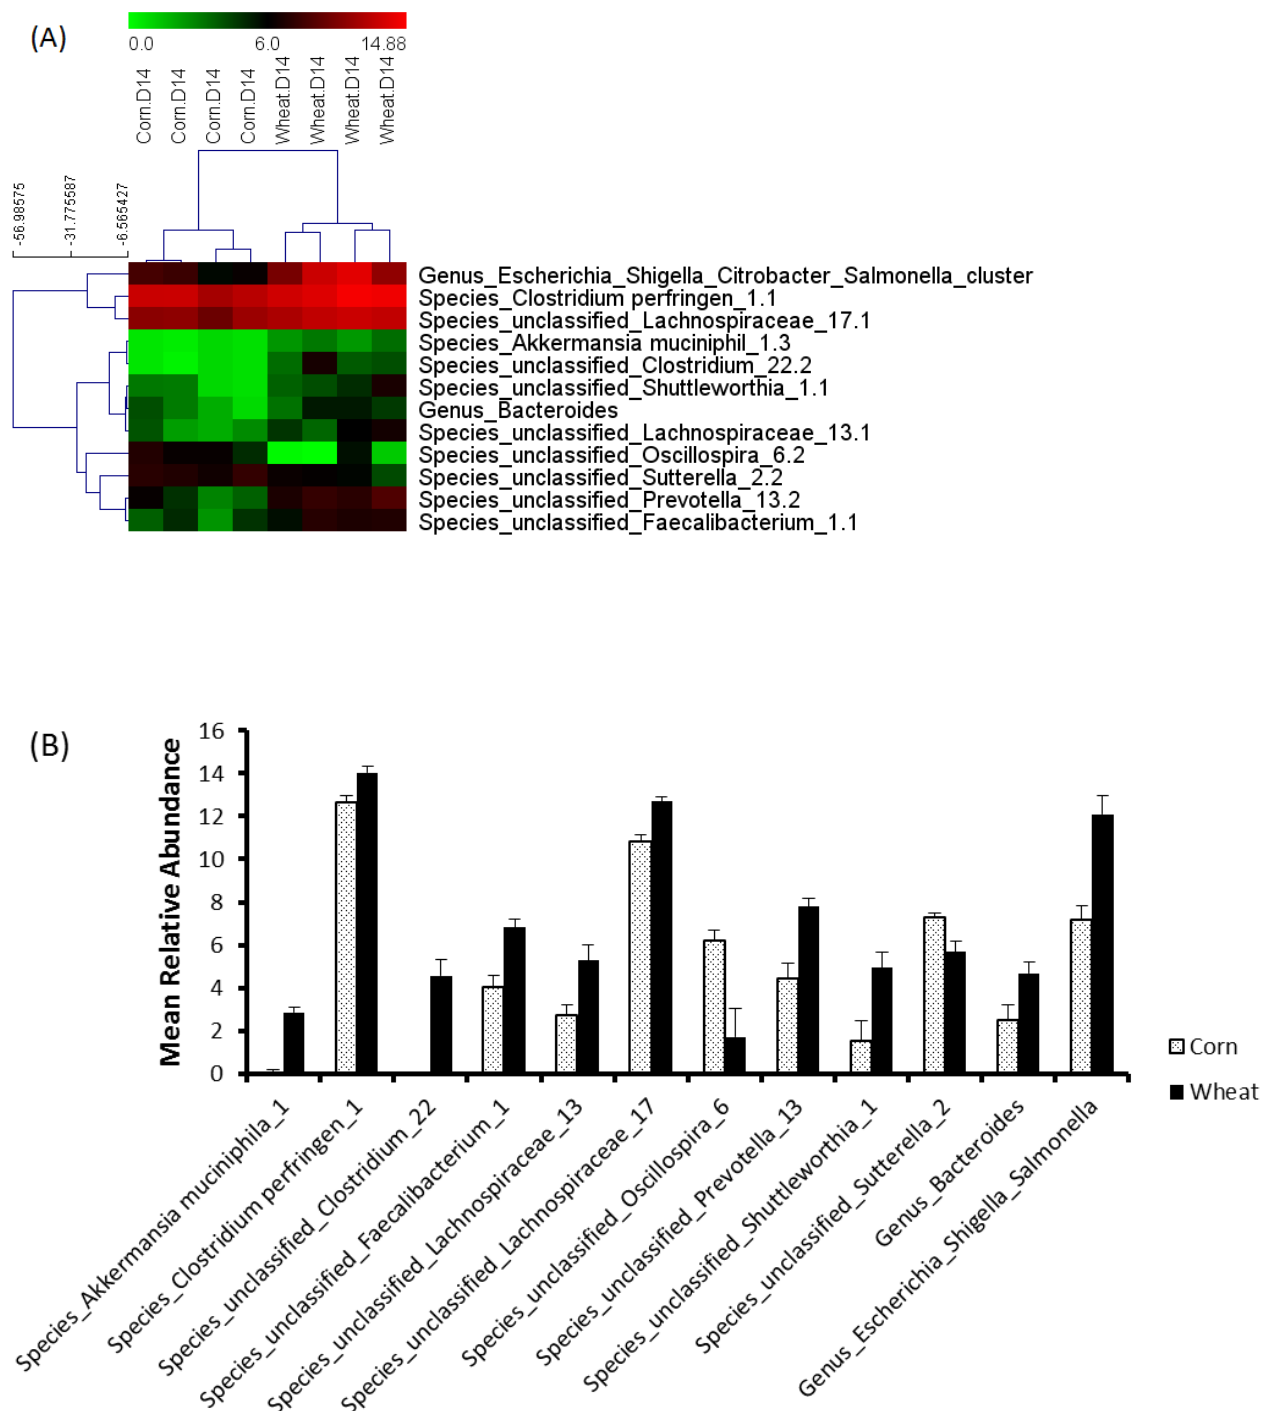 (A)
0.0 6.0 14.88
Corn.D14
Corn.D14
Corn.D14
Corn.D14
Wheat.D14
Wheat.D14
Wheat.D14
Wheat.D14
-56.98575
-31.775587
-6.565427
Genus_Escherichia_Shigella_Citrobacter_Salmonella_cluster
Species_Clostridium perfringen_1.1
Species_unclassified_Lachnospiraceae_17.1
Species_Akkermansia muciniphil_1.3
Species_unclassified_Clostridium_22.2
Species_unclassified_Shuttleworthia_1.1
Genus_Bacteroides
Species_unclassified_Lachnospiraceae_13.1
Species_unclassified_Oscillospira_6.2
Species_unclassified_Sutterella_2.2
Species_unclassified_Prevotella_13.2
Species_unclassified_Faecalibacterium_1.1
(B)
Mean Relative Abundance
16
14
12
10
8
6
4
2
0
Species_Akkermansia muciniphila_1
Species_Clostridium perfringen_1
Species_unclassified_Clostridium_22
Species_unclassified_Faecalibacterium_1
Species_unclassified_Lachnospiraceae_13
Species_unclassified_Lachnospiraceae_17
Species_unclassified_Oscillospira_6
Species_unclassified_Prevotella_13
Species_unclassified_Shuttleworthia_1
Species_unclassified_Sutterella_2
Genus_Bacteroides
Genus_Escherichia_Shigella_Salmonella
Corn
Wheat